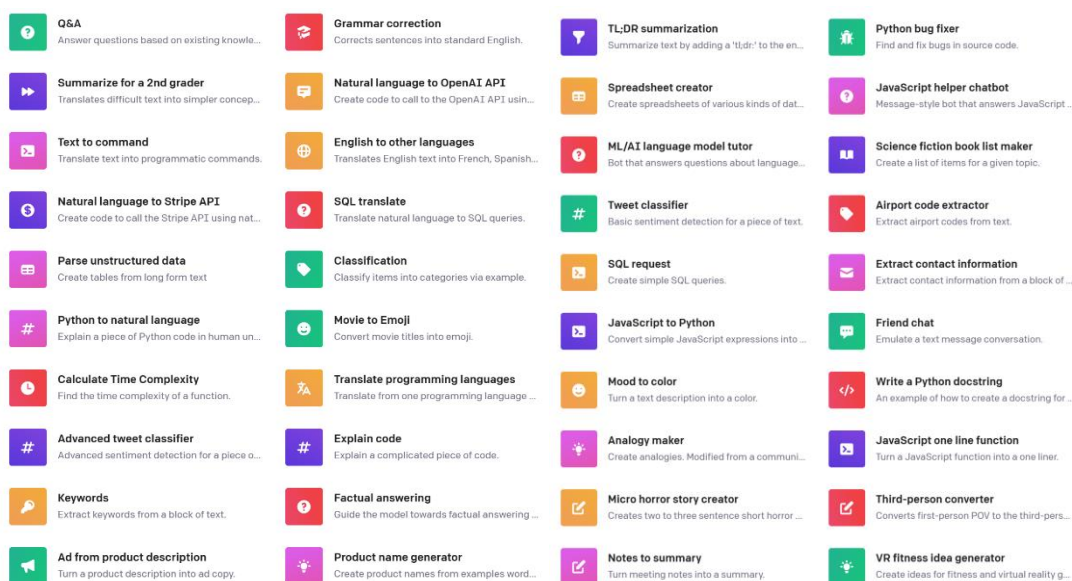 Q&A
Answer questions based on existing knowle...
Summarize for a 2nd grader
Translates difficult text into simpler concep...
Text to command
Translate text into programmatic commands.
Natural language to Stripe API
Create code to call the Stripe API using nat...
Parse unstructured data
Create tables from long form text
Python to natural language
Explain a piece of Python code in human un...
Calculate Time Complexity
Find the time complexity of a function.
Advanced tweet classifier
Advanced sentiment detection for a piece o...
Keywords
Extract keywords from a block of text.
Ad from product description
Turn a product description into ad copy.
Grammar correction
Corrects sentences into standard English.
Natural language to OpenAI API
Create code to call to the OpenAI API usin...
English to other languages
Translates English text into French, Spanish...
SQL translate
Translate natural language to SQL queries.
Classification
Classify items into categories via example.
Movie to Emoji
Convert movie titles into emoji.
Translate programming languages
Translate from one programming language ...
Explain code
Explain a complicated piece of code.
Factual answering
Guide the model towards factual answering ...
Product name generator
Create product names from examples word...
TL;DR summarization
Summarize text by adding a 'tl;dr:' to the en...
Spreadsheet creator
Create spreadsheets of various kinds of dat...
ML/AI language model tutor
Bot that answers questions about language...
Tweet classifier
Basic sentiment detection for a piece of text.
SQL request
Create simple SQL queries.
JavaScript to Python
Convert simple JavaScript expressions into ...
Mood to color
Turn a text description into a color.
Analogy maker
Create analogies. Modified from a communi...
Micro horror story creator
Creates two to three sentence short horror ...
Notes to summary
Turn meeting notes into a summary.
Python bug fixer
Find and fix bugs in source code.
JavaScript helper chatbot
Message-style bot that answers JavaScript ...
Science fiction book list maker
Create a list of items for a given topic.
Airport code extractor
Extract airport codes from text.
Extract contact information
Extract contact information from a block of ...
Friend chat
Emulate a text message conversation.
Write a Python docstring
An example of how to create a docstring for ...
JavaScript one line function
Turn a JavaScript function into a one liner.
Third-person converter
Converts first-person POV to the third-pers...
VR fitness idea generator
Create ideas for fitness and virtual reality g...